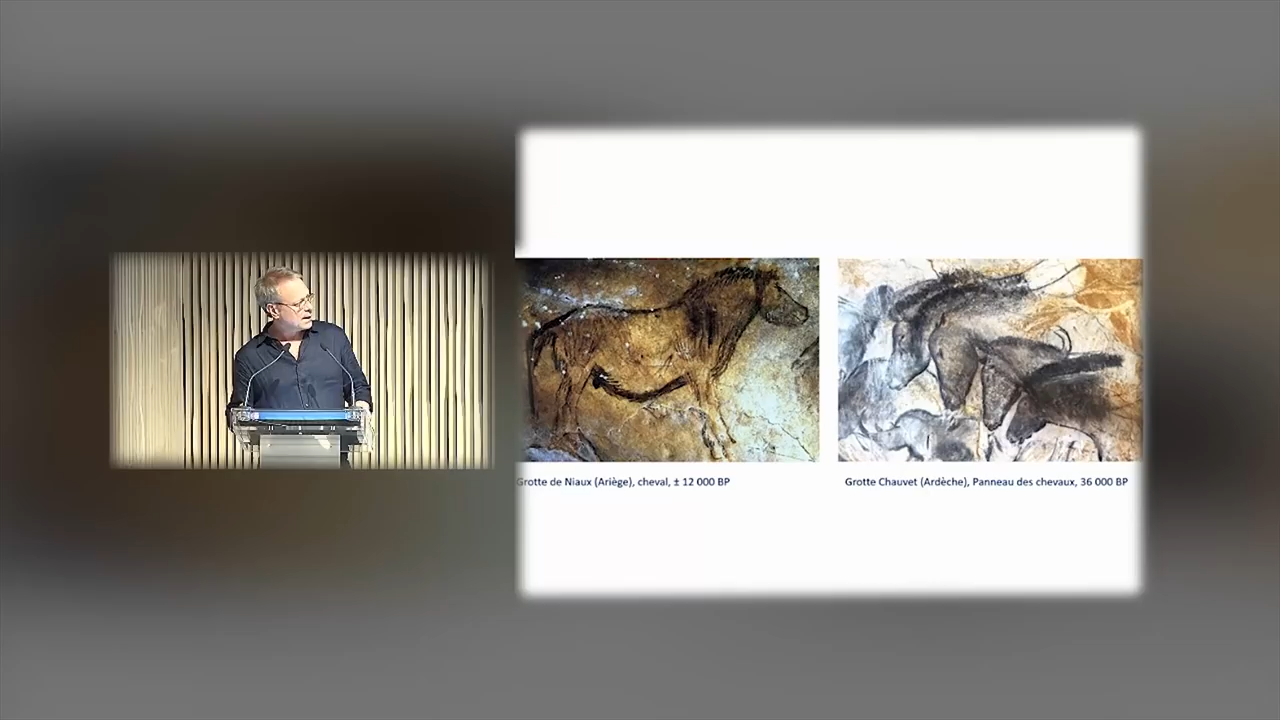 Grotte de Niaux (Ariège), cheval, ± 12 000 BP
Grotte Chauvet (Ardèche), Panneau des chevaux, 36 000 BP